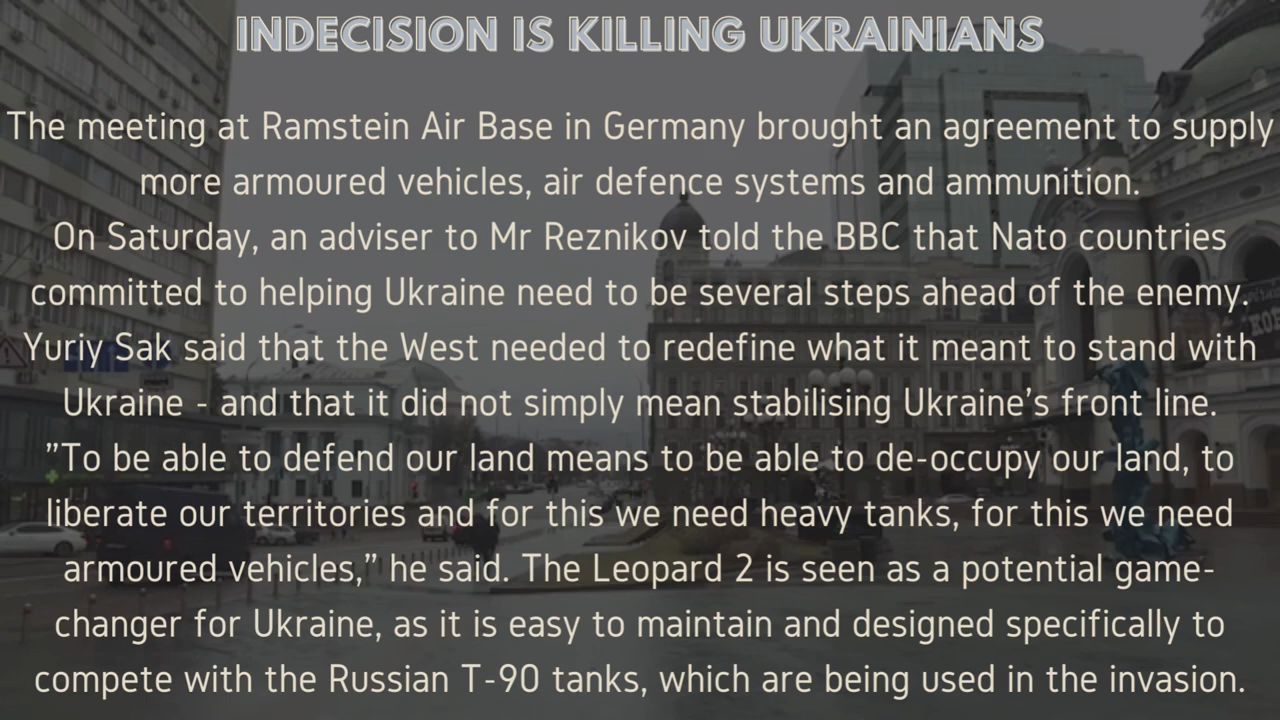 INDECISION IS KILLING UKRAINIANS
The meeting at Ramstein Air Base in Germany brought an agreement to supply
more armoured vehicles, air defence systems and ammunition.
On Saturday, an adviser to Mr Reznikov told the BBC that Nato countries
committed to helping Ukraine need to be several steps ahead of the enemy.
Yuriy Sak said that the West needed to redefine what it meant to stand with
Ukraine - and that it did not simply mean stabilising Ukraine’s front line.
”To be able to defend our land means to be able to de-occupy our land, to
liberate our territories and for this we need heavy tanks, for this we need
armoured vehicles,” he said. The Leopard 2 is seen as a potential game-
changer for Ukraine, as it is easy to maintain and designed specifically to
compete with the Russian T-90 tanks, which are being used in the invasion.